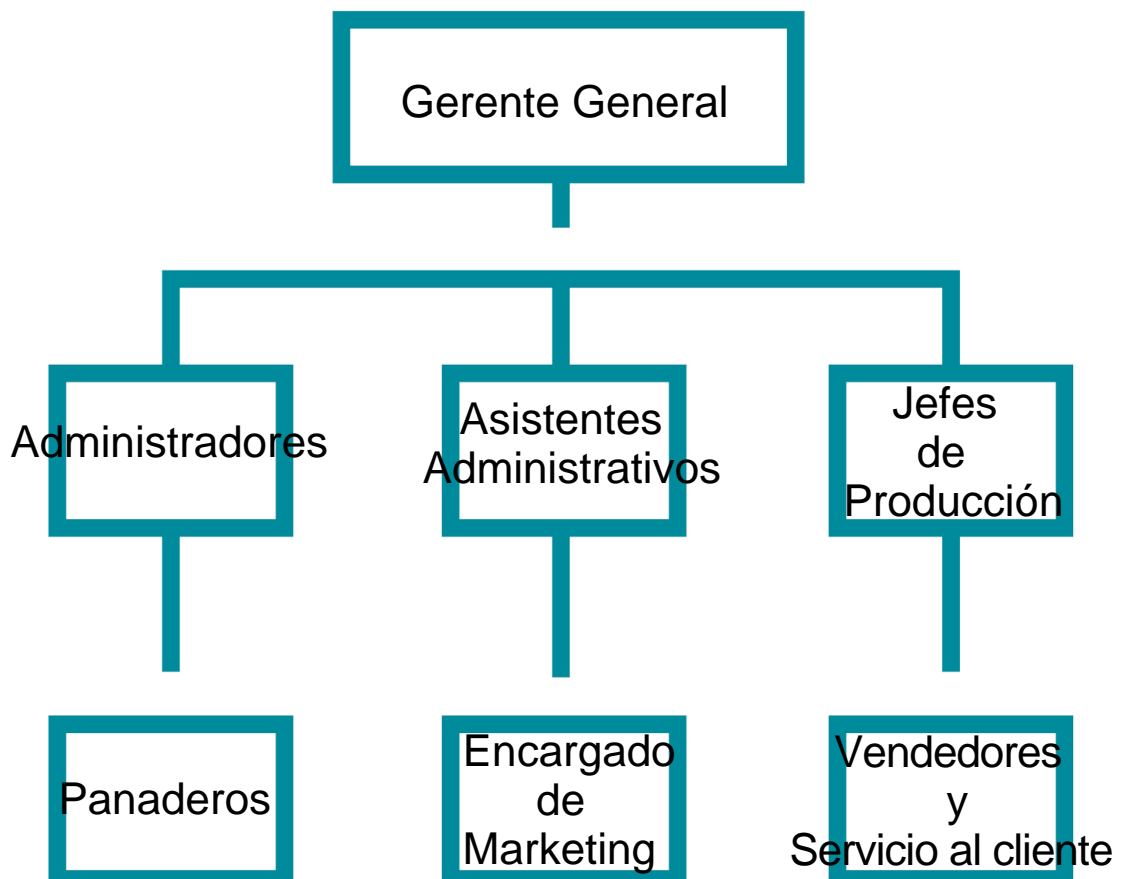 Gerente General
Administradores
Asistentes
Administrativos
Jefes
de
Producción
Panaderos
Encargado
de
Marketing
Vendedores
y
Servicio al cliente